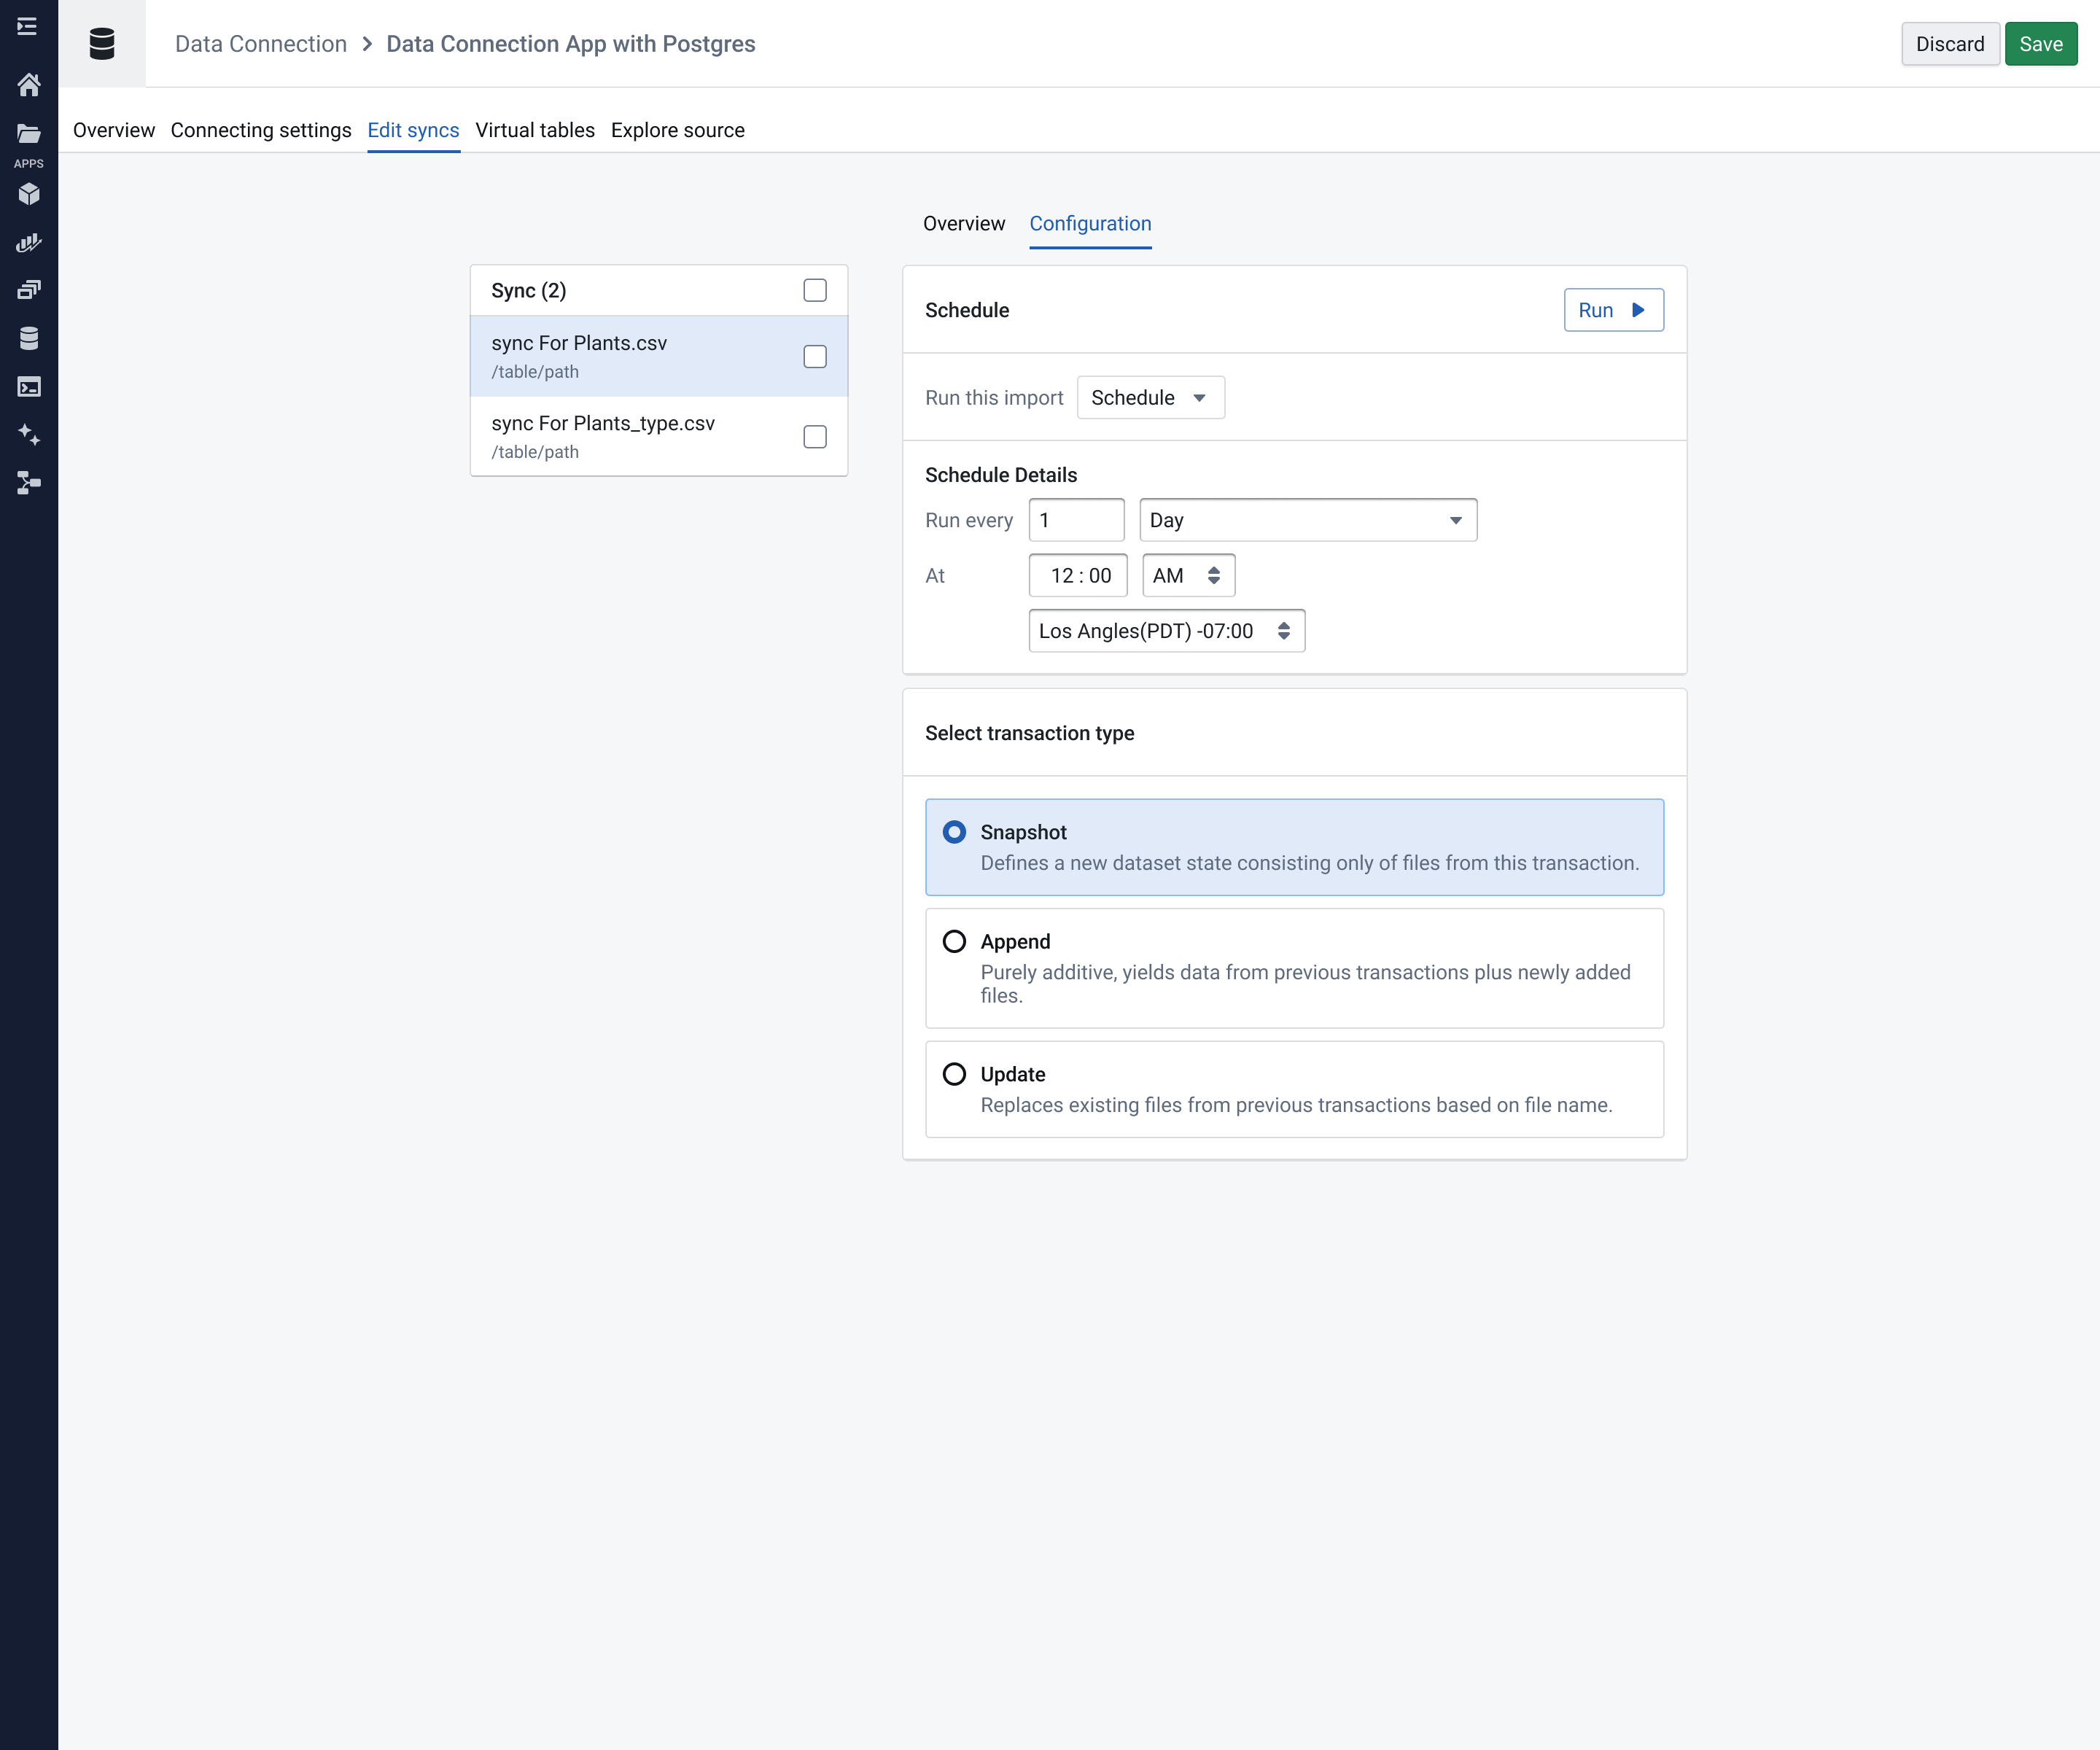 Data Connection > Data Connection App with Postgres
Discard
Save
Overview
Connecting settings
Edit syncs
Virtual tables
Explore source
APPS
Overview
Configuration
Sync (2)
sync For Plants.csv
/table/path
sync For Plants_type.csv
/table/path
Schedule
Run
Run this import
Schedule
Schedule Details
Run every
1
Day
At
12 : 00
AM
Los Angles(PDT) -07:00
Select transaction type
Snapshot
Defines a new dataset state consisting only of files from this transaction.
Append
Purely additive, yields data from previous transactions plus newly added
files.
Update
Replaces existing files from previous transactions based on file name.